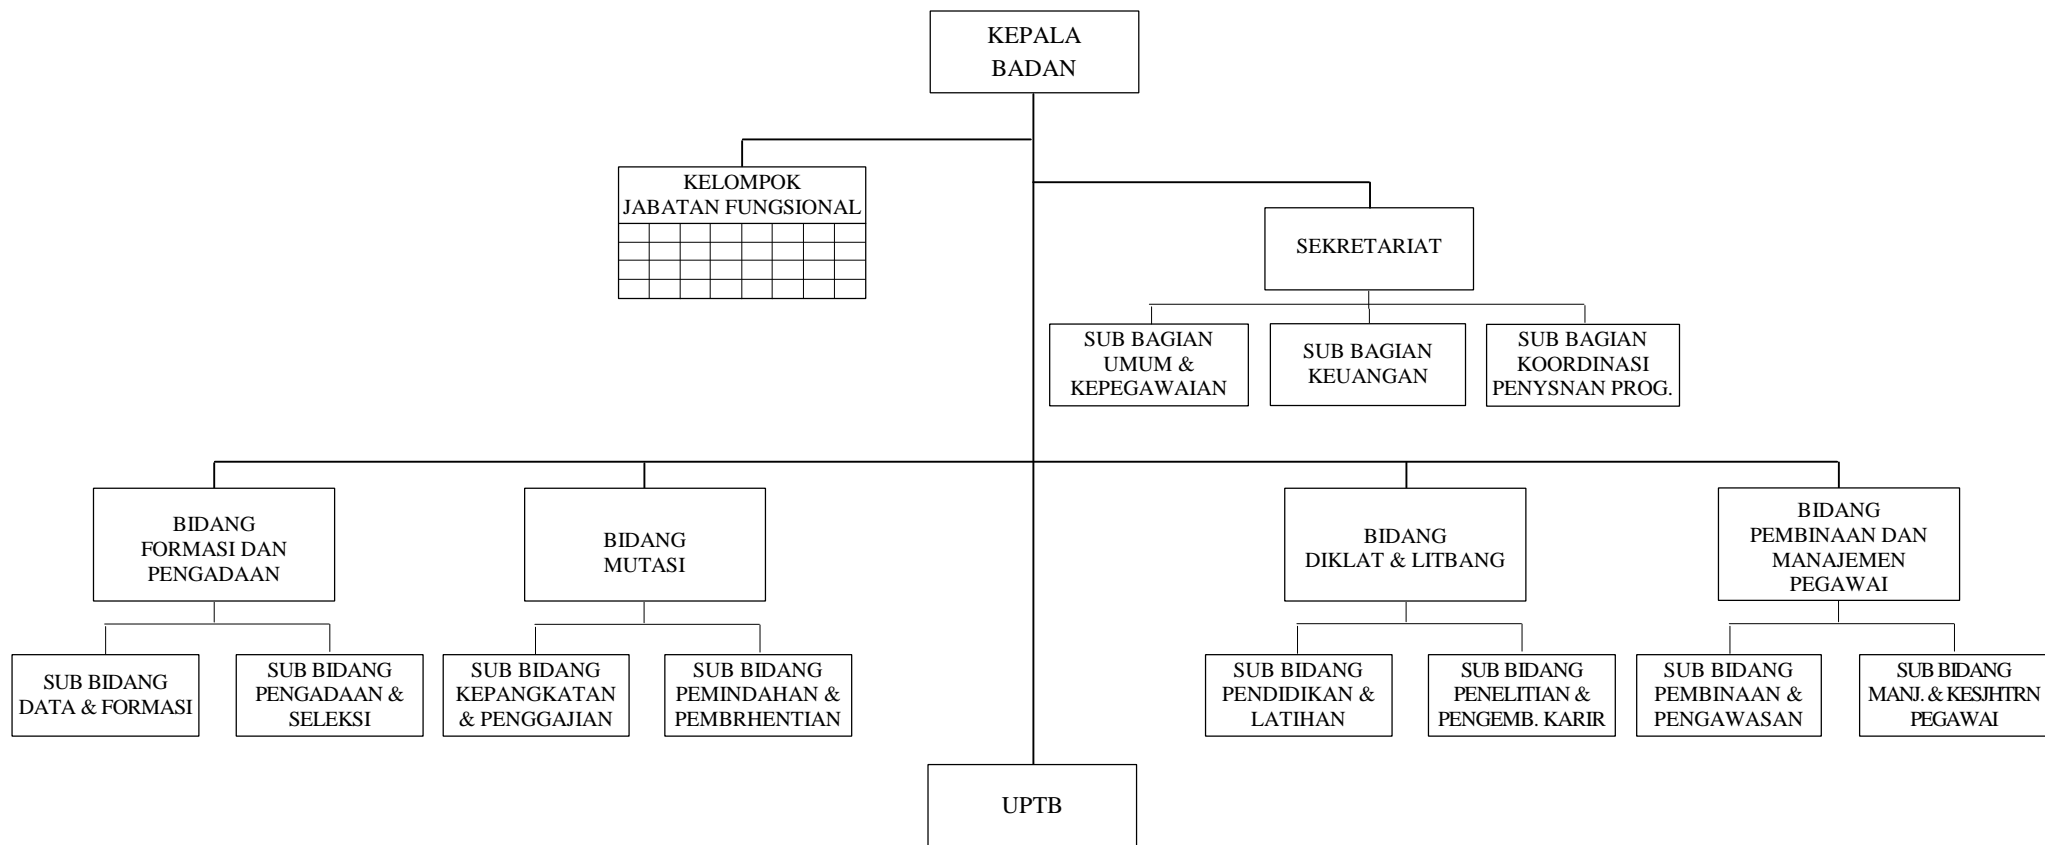 KEPALA
BADAN
KELOMPOK
JABATAN FUNGSIONAL
SEKRETARIAT
SUB BAGIAN
UMUM &
KEPEGAWAIAN
SUB BAGIAN
KEUANGAN
SUB BAGIAN
KOORDINASI
PENYSNAN PROG.
BIDANG
FORMASI DAN
PENGADAAN
BIDANG
MUTASI
BIDANG
DIKLAT & LITBANG
BIDANG
PEMBINAAN DAN
MANAJEMEN
PEGAWAI
SUB BIDANG
DATA & FORMASI
SUB BIDANG
PENGADAAN &
SELEKSI
SUB BIDANG
KEPANGKATAN
& PENGGAJIAN
SUB BIDANG
PEMINDAHAN &
PEMBRHENTIAN
SUB BIDANG
PENDIDIKAN &
LATIHAN
SUB BIDANG
PENELITIAN &
PENGEMB. KARIR
SUB BIDANG
PEMBINAAN &
PENGAWASAN
SUB BIDANG
MANJ. & KESJHTRN
PEGAWAI
UPTB